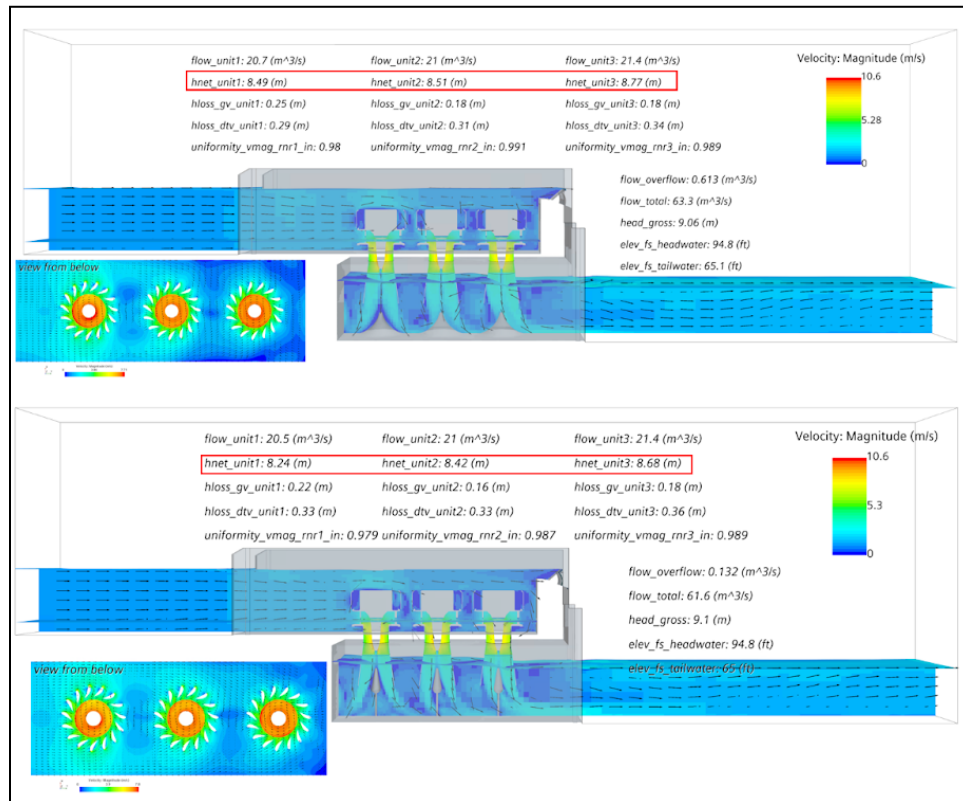 flow_unit1: 20.7 (m^3/s) flow_unit2: 21 (m^3/s) flow_unit3: 21.4 (m^3/s)
hnet_unit1: 8.49 (m) hnet_unit2: 8.51 (m) hnet_unit3: 8.77 (m)
hloss_gv_unit1: 0.25 (m) hloss_gv_unit2: 0.18 (m) hloss_gv_unit3: 0.18 (m)
hloss_dtv_unit1: 0.29 (m) hloss_dtv_unit2: 0.31 (m) hloss_dtv_unit3: 0.34 (m)
uniformity_vmag_rnr1_in: 0.98 uniformity_vmag_rnr2_in: 0.991 uniformity_vmag_rnr3_in: 0.989
Velocity: Magnitude (m/s)
10.6
5.28
0
flow_overflow: 0.613 (m^3/s)
flow_total: 63.3 (m^3/s)
head_gross: 9.06 (m)
elev_fs_headwater: 94.8 (ft)
elev_fs_tailwater: 65.1 (ft)
view from below
flow_unit1: 20.5 (m^3/s) flow_unit2: 21 (m^3/s) flow_unit3: 21.4 (m^3/s)
hnet_unit1: 8.24 (m) hnet_unit2: 8.42 (m) hnet_unit3: 8.68 (m)
hloss_gv_unit1: 0.22 (m) hloss_gv_unit2: 0.16 (m) hloss_gv_unit3: 0.18 (m)
hloss_dtv_unit1: 0.33 (m) hloss_dtv_unit2: 0.33 (m) hloss_dtv_unit3: 0.36 (m)
uniformity_vmag_rnr1_in: 0.979 uniformity_vmag_rnr2_in: 0.987 uniformity_vmag_rnr3_in: 0.989
Velocity: Magnitude (m/s)
10.6
5.3
0
flow_overflow: 0.132 (m^3/s)
flow_total: 61.6 (m^3/s)
head_gross: 9.1 (m)
elev_fs_headwater: 94.8 (ft)
elev_fs_tailwater: 65 (ft)
view from below